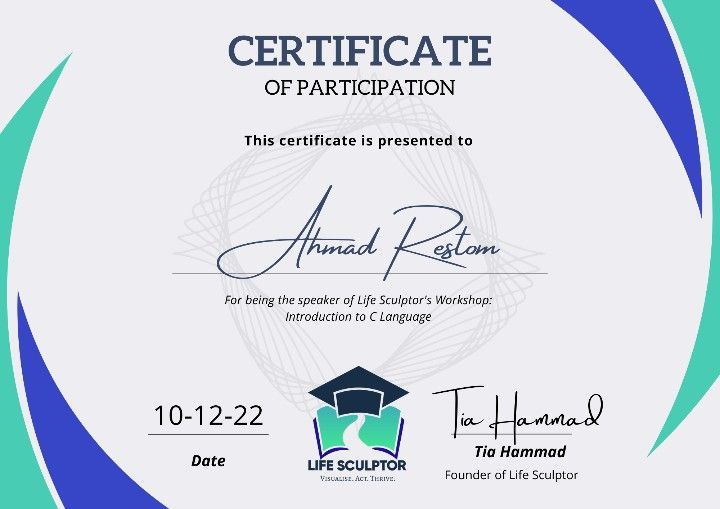 CERTIFICATE
OF PARTICIPATION
This certificate is presented to
Ahmad Restom
For being the speaker of Life Sculptor's Workshop:
Introduction to C Language
10-12-22
Date
LIFE SCULPTOR
VISUALISE. ACT. THRIVE.
Tia Hammad
Tia Hammad
Founder of Life Sculptor